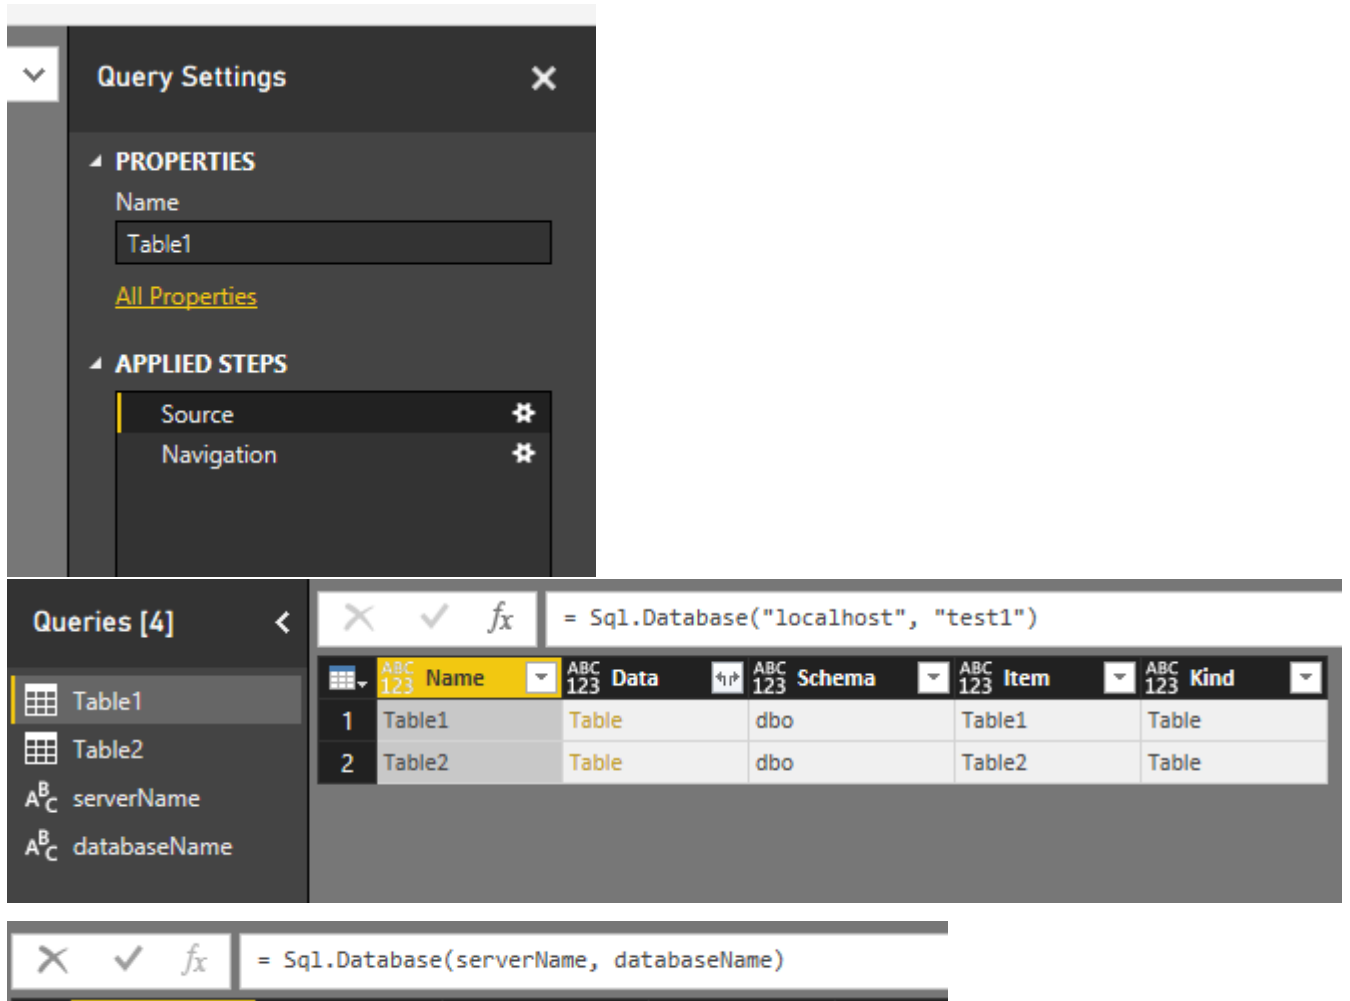 Query Settings
PROPERTIES
Name
Table1
All Properties
APPLIED STEPS
Source
Navigation
Queries [4]
fx = Sql.Database("localhost", "test1")
Table1
Table2
ABC serverName
ABC databaseName
ABC 123 Name ABC 123 Data ABC 123 Schema ABC 123 Item ABC 123 Kind
1 Table1 Table dbo Table1 Table
2 Table2 Table dbo Table2 Table
fx = Sql.Database(serverName, databaseName)